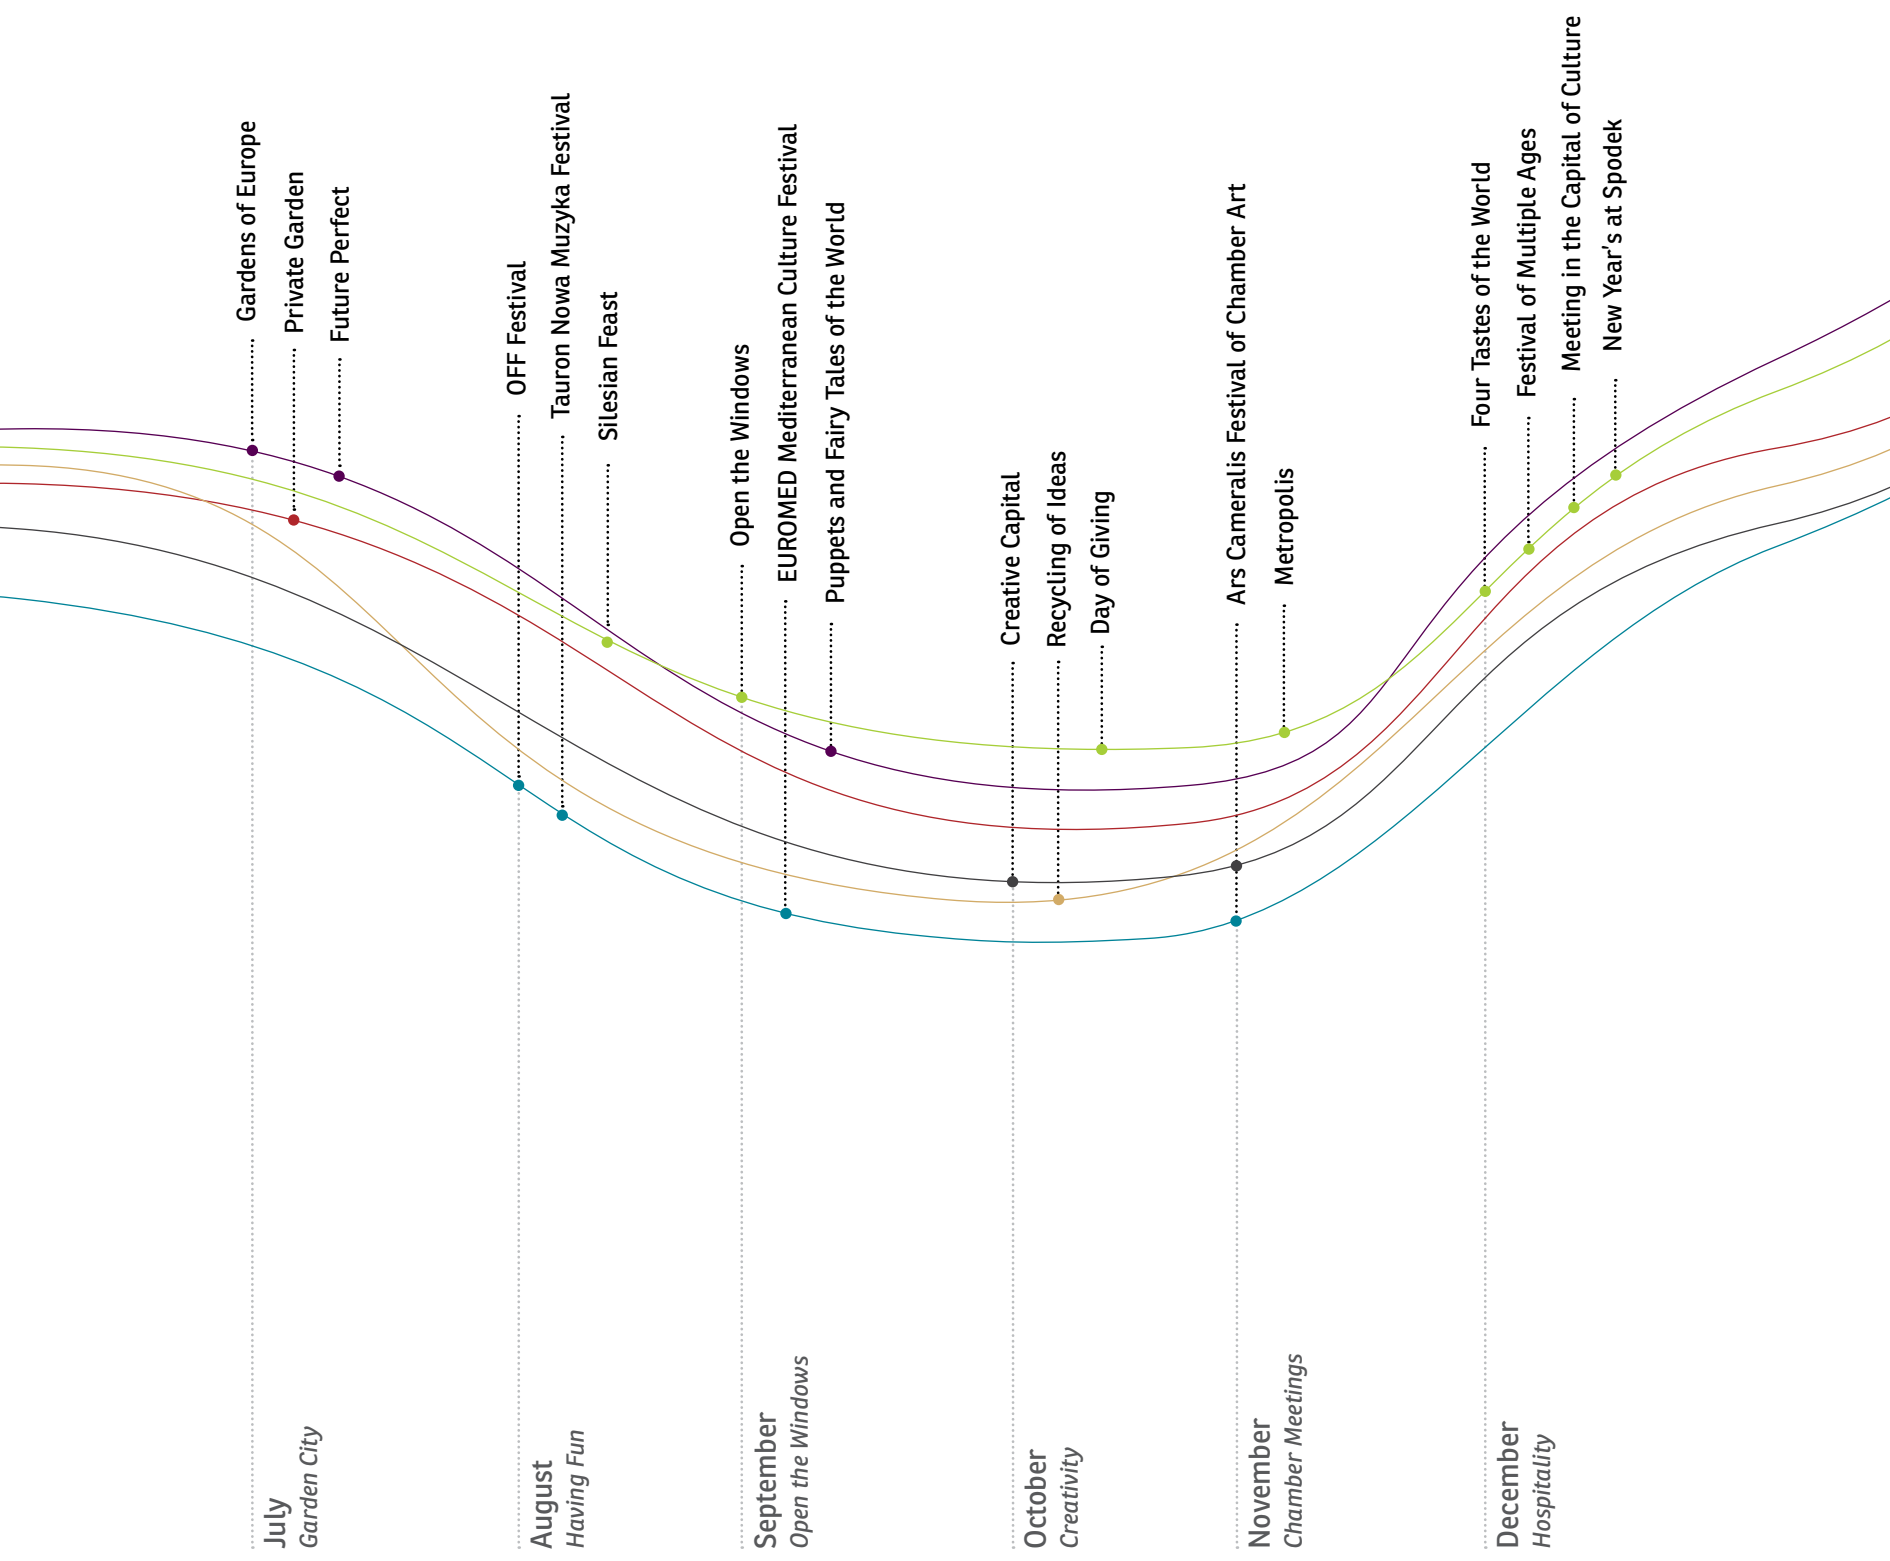 Gardens of Europe
Private Garden
Future Perfect
OFF Festival
Tauron Nowa Muzyka Festival
Silesian Feast
Open the Windows
EUROMED Mediterranean Culture Festival
Puppets and Fairy Tales of the World
Creative Capital
Recycling of Ideas
Day of Giving
Ars Cameralis Festival of Chamber Art
Metropolis
Four Tastes of the World
Festival of Multiple Ages
Meeting in the Capital of Culture
New Year's at Spodek
July
Garden City
August
Having Fun
September
Open the Windows
October
Creativity
November
Chamber Meetings
December
Hospitality